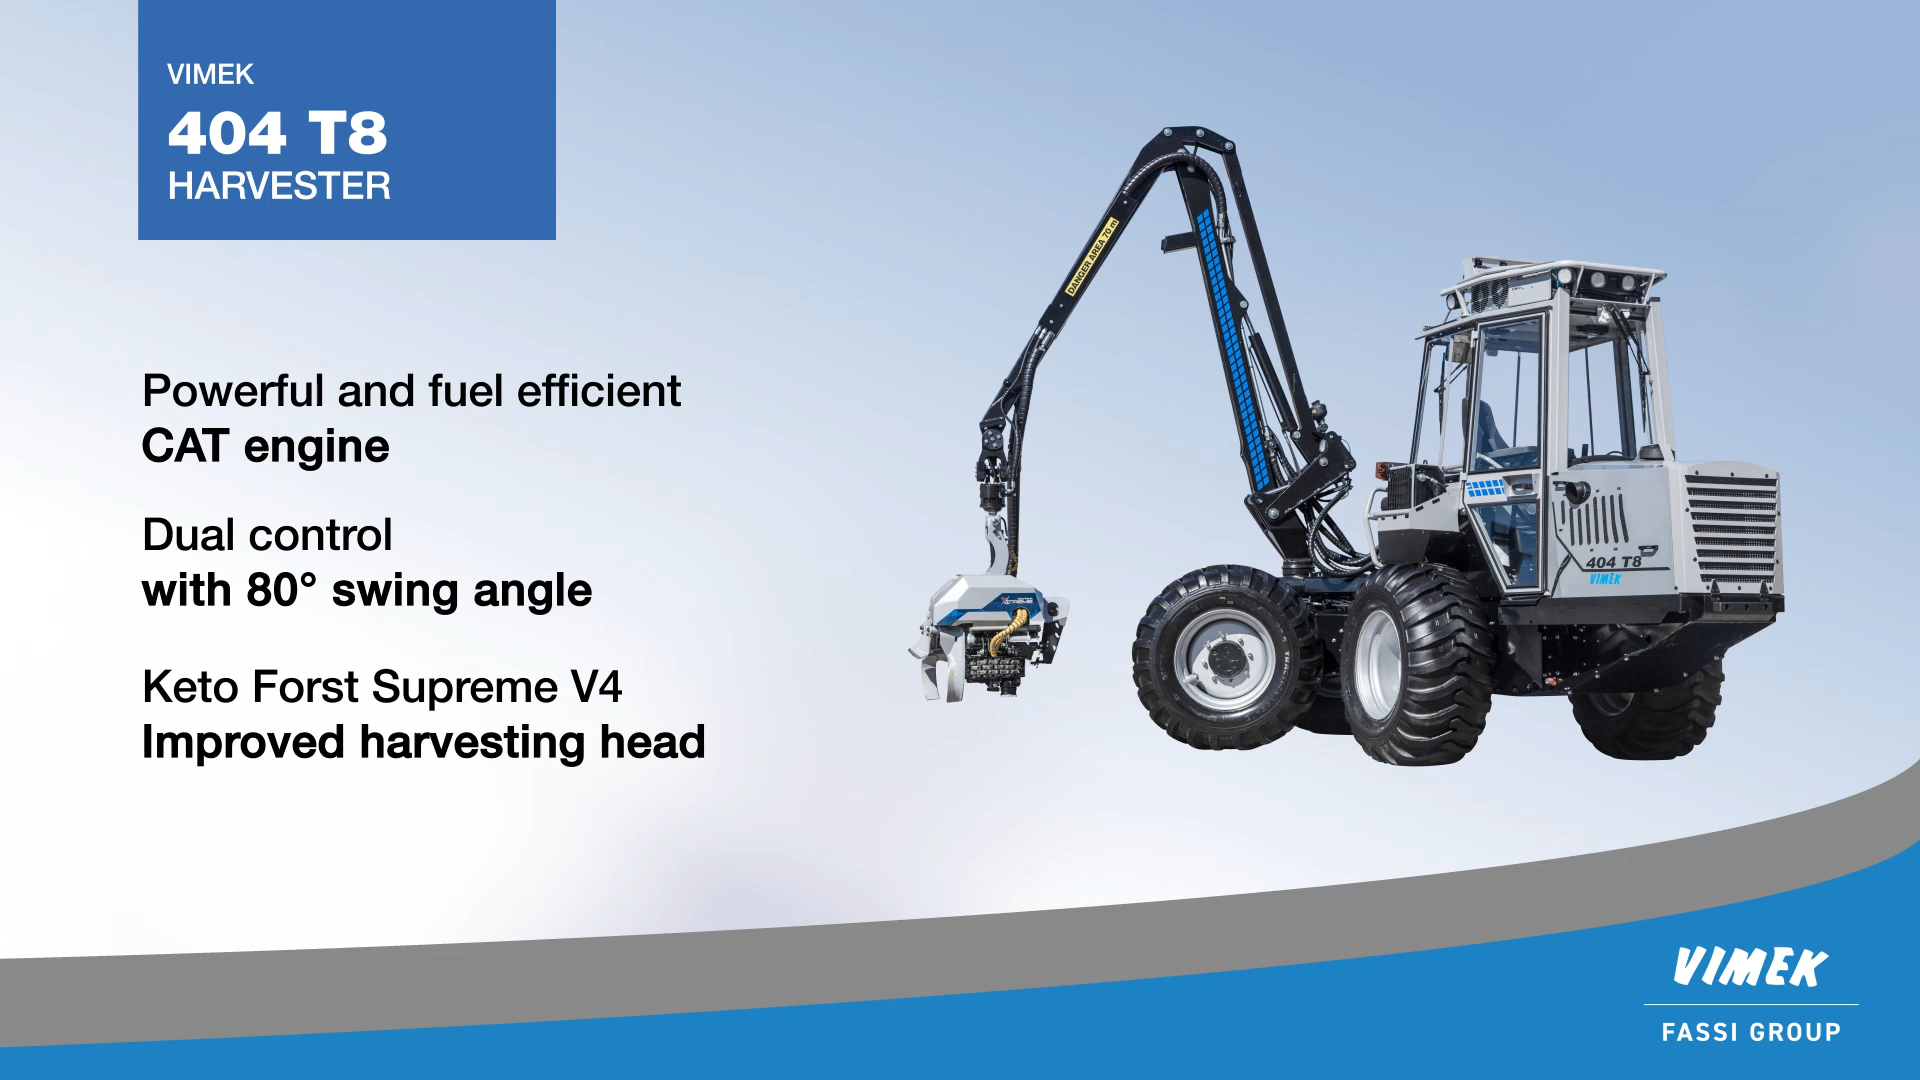 VIMEK
404 T8
HARVESTER
Powerful and fuel efficient
CAT engine
Dual control
with 80° swing angle
Keto Forst Supreme V4
Improved harvesting head
DANGER AREA 70 m
XTREME
404 T8
VIMEK
VIMEK
FASSI GROUP